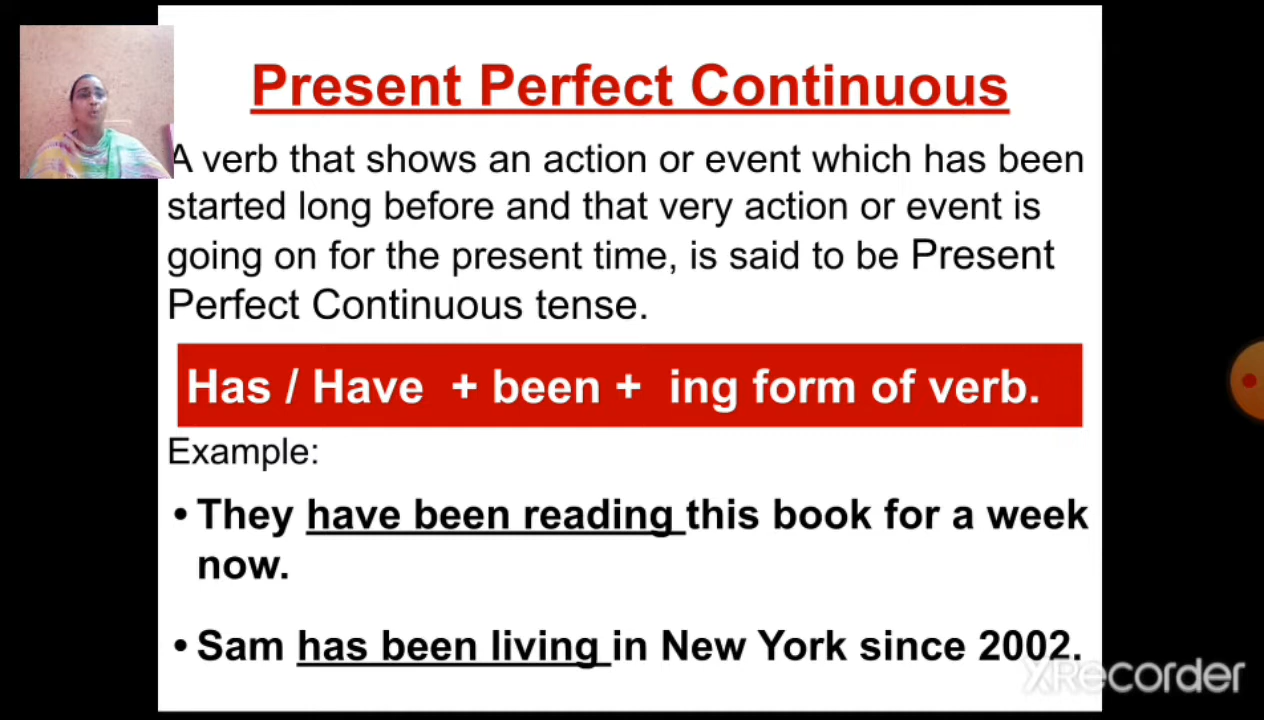 Present Perfect Continuous
A verb that shows an action or event which has been
started long before and that very action or event is
going on for the present time, is said to be Present
Perfect Continuous tense.
Has / Have + been + ing form of verb.
Example:
• They have been reading this book for a week
now.
• Sam has been living in New York since 2002.
XRecorder